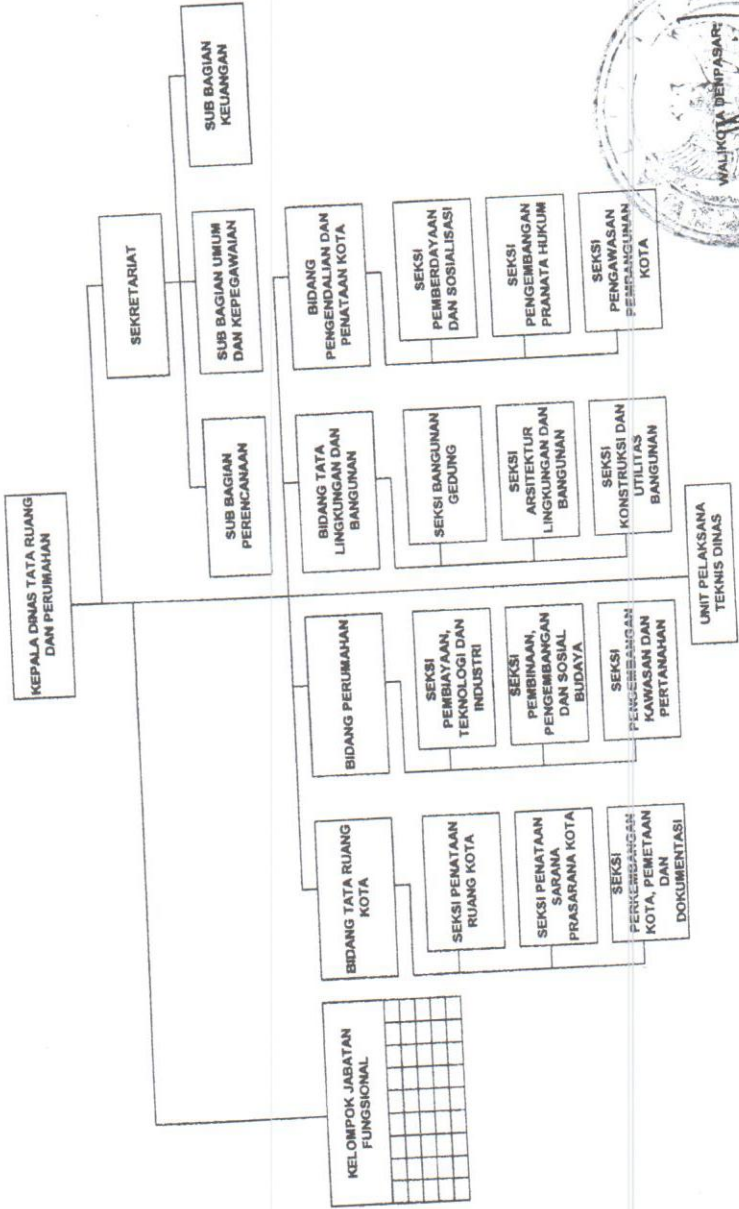 KEPALA DINAS TATA RUANG
DAN PERUMAHAN
SEKRETARIAT
SUB BAGIAN
PERENCANAAN
SUB BAGIAN UMUM
DAN KEPEGAWAIAN
SUB BAGIAN
KEUANGAN
KELOMPOK JABATAN
FUNGSIONAL
BIDANG TATA RUANG
KOTA
SEKSI PENATAAN
RUANG KOTA
SEKSI PENATAAN
SARANA
PRASARANA KOTA
SEKSI
PERKEMBANGAN
KOTA, PEMETAAN
DAN
DOKUMENTASI
BIDANG PERUMAHAN
SEKSI
PEMBIAYAAN,
TEKNOLOGI DAN
INDUSTRI
SEKSI
PEMBINAAN,
PENGEMBANGAN
DAN SOSIAL
BUDAYA
SEKSI
PENGEMBANGAN
KAWASAN DAN
PERTANAHAN
BIDANG TATA
LINGKUNGAN DAN
BANGUNAN
SEKSI BANGUNAN
GEDUNG
SEKSI
ARSITEKTUR
LINGKUNGAN DAN
BANGUNAN
SEKSI
KONSTRUKSI DAN
UTILITAS
BANGUNAN
BIDANG
PENGENDALIAN DAN
PENATAAN KOTA
SEKSI
PEMBERDAYAAN
DAN SOSIALISASI
SEKSI
PENGEMBANGAN
PRANATA HUKUM
SEKSI
PENGAWASAN
PEMBANGUNAN
KOTA
UNIT PELAKSANA
TEKNIS DINAS
WALIKOTA DENPASAR,